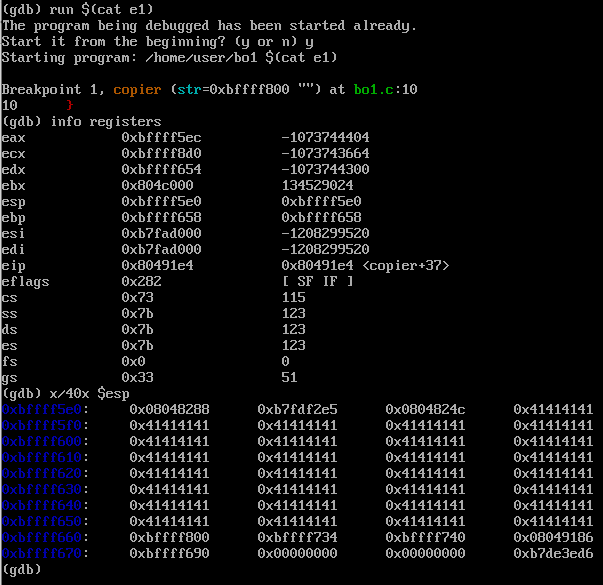 (gdb) run $(cat e1)
The program being debugged has been started already.
Start it from the beginning? (y or n) y
Starting program: /home/user/bo1 $(cat e1)
Breakpoint 1, copier (str=0xbffff800 "") at bo1.c:10
10 }
(gdb) info registers
eax 0xbffff5ec -1073744404
ecx 0xbffff8d0 -1073743664
edx 0xbffff654 -1073744300
ebx 0x804c000 134529024
esp 0xbffff5e0 0xbffff5e0
ebp 0xbffff658 0xbffff658
esi 0xb7fad000 -1208299520
edi 0xb7fad000 -1208299520
eip 0x80491e4 0x80491e4 <copier+37>
eflags 0x282 [ SF IF ]
cs 0x73 115
ss 0x7b 123
ds 0x7b 123
es 0x7b 123
fs 0x0 0
gs 0x33 51
(gdb) x/40x $esp
0xbffff5e0: 0x08048288 0xb7fdf2e5 0x0804824c 0x41414141
0xbffff5f0: 0x41414141 0x41414141 0x41414141 0x41414141
0xbffff600: 0x41414141 0x41414141 0x41414141 0x41414141
0xbffff610: 0x41414141 0x41414141 0x41414141 0x41414141
0xbffff620: 0x41414141 0x41414141 0x41414141 0x41414141
0xbffff630: 0x41414141 0x41414141 0x41414141 0x41414141
0xbffff640: 0x41414141 0x41414141 0x41414141 0x41414141
0xbffff650: 0x41414141 0x41414141 0x41414141 0x41414141
0xbffff660: 0xbffff800 0xbffff734 0xbffff740 0x08049186
0xbffff670: 0xbffff690 0x00000000 0x00000000 0xb7de3ed6
(gdb)